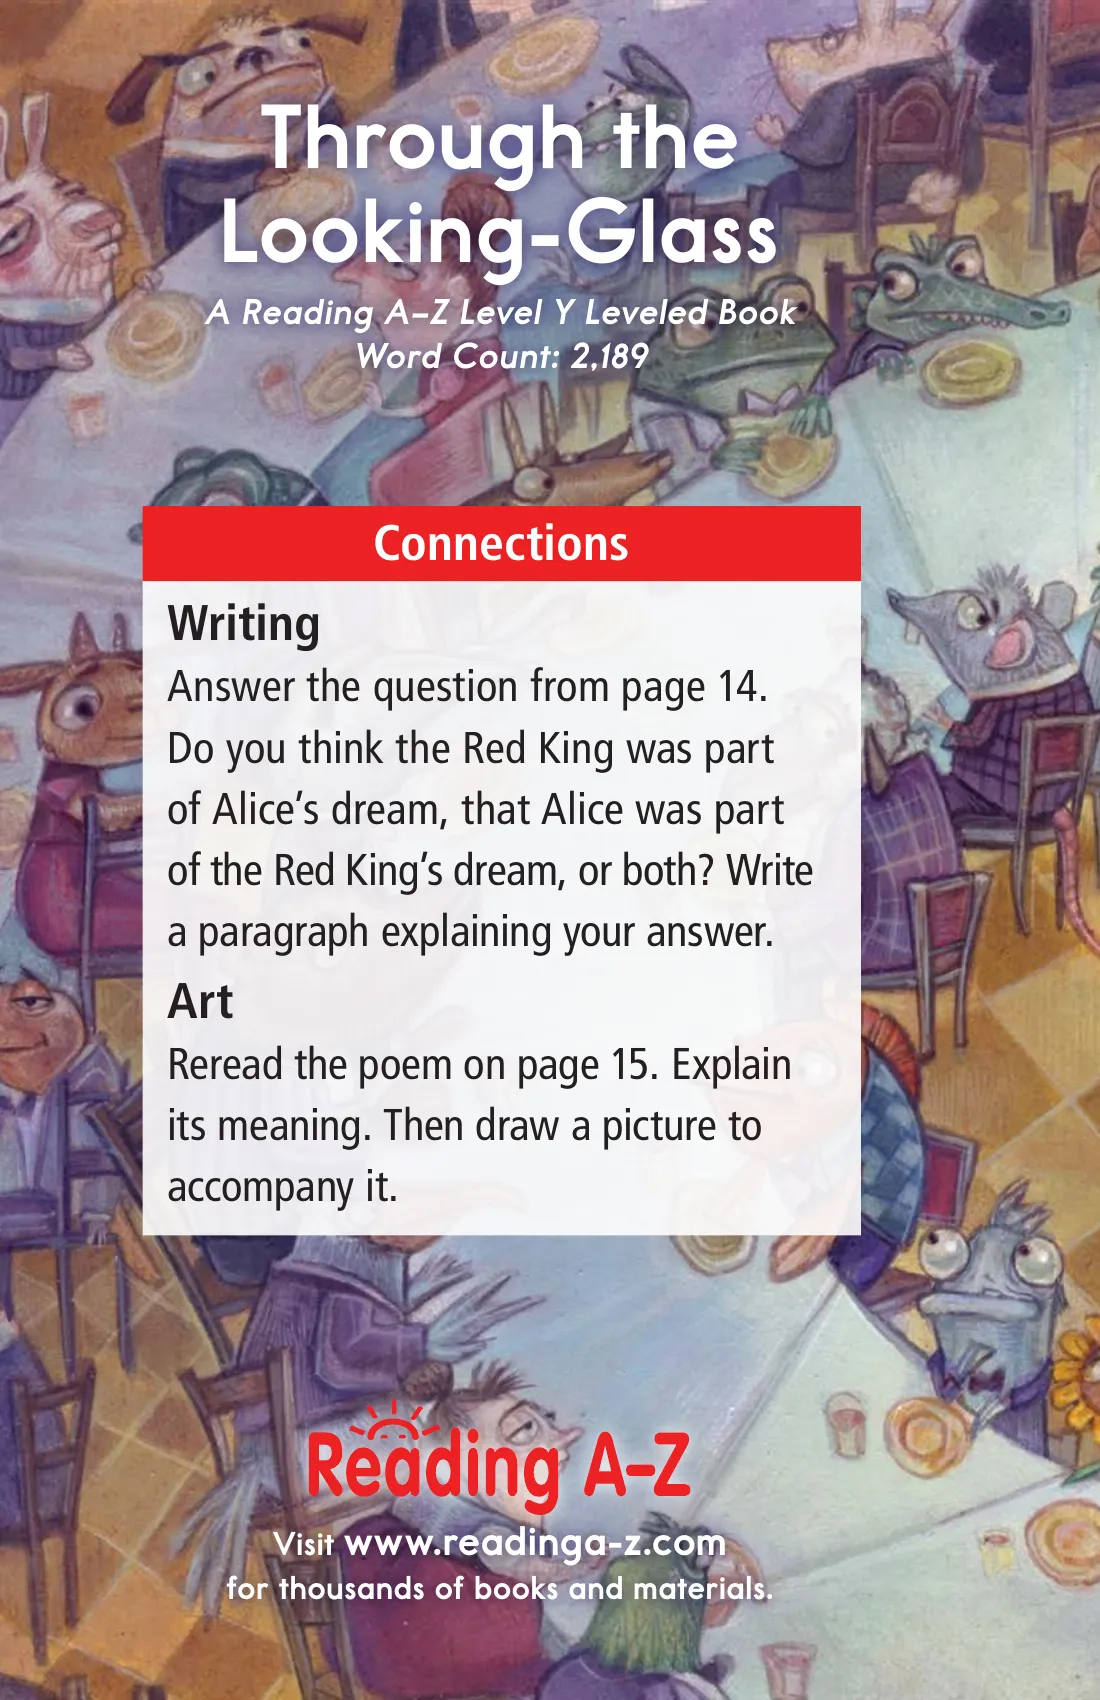 Through the
Looking-Glass
A Reading A–Z Level Y Leveled Book
Word Count: 2,189
Connections
Writing
Answer the question from page 14.
Do you think the Red King was part
of Alice’s dream, that Alice was part
of the Red King’s dream, or both? Write
a paragraph explaining your answer.
Art
Reread the poem on page 15. Explain
its meaning. Then draw a picture to
accompany it.
Reading A–Z
Visit www.readinga-z.com
for thousands of books and materials.